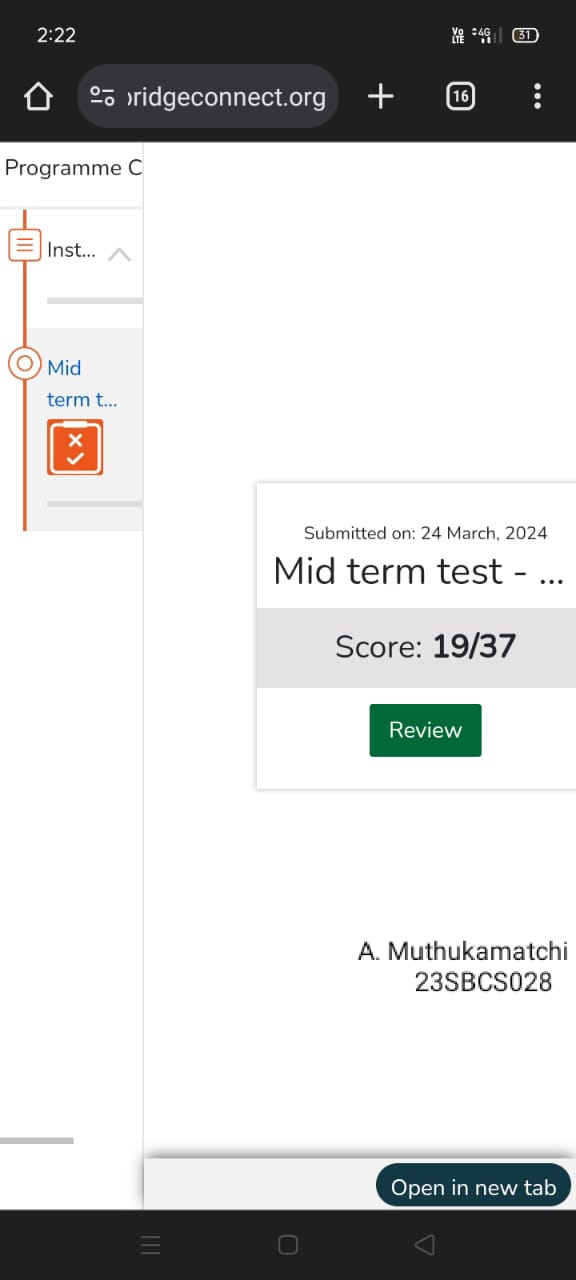 2:22
Vo LTE 4G 31
ridgeconnect.org
16
Programme C
Inst...
Mid
term t...
Submitted on: 24 March, 2024
Mid term test - ...
Score: 19/37
Review
A. Muthukamatchi
23SBCS028
Open in new tab